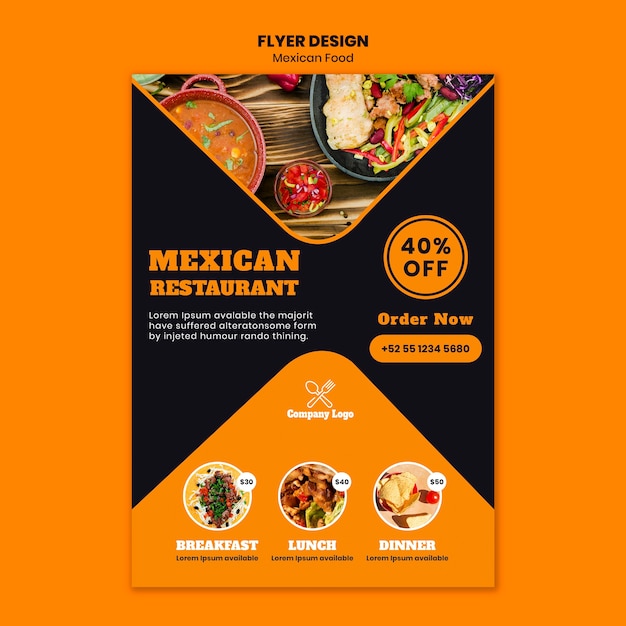 FLYER DESIGN
Mexican Food
40%
OFF
MEXICAN
RESTAURANT
Lorem Ipsum avalable the majorit
have suffered alteratonsome form
by injeted humour rando thining.
Order Now
+52 55 1234 5680
Company Logo
$30
$40
$50
BREAKFAST
LUNCH
DINNER
Lorem Ipsum available
Lorem Ipsum available
Lorem Ipsum available